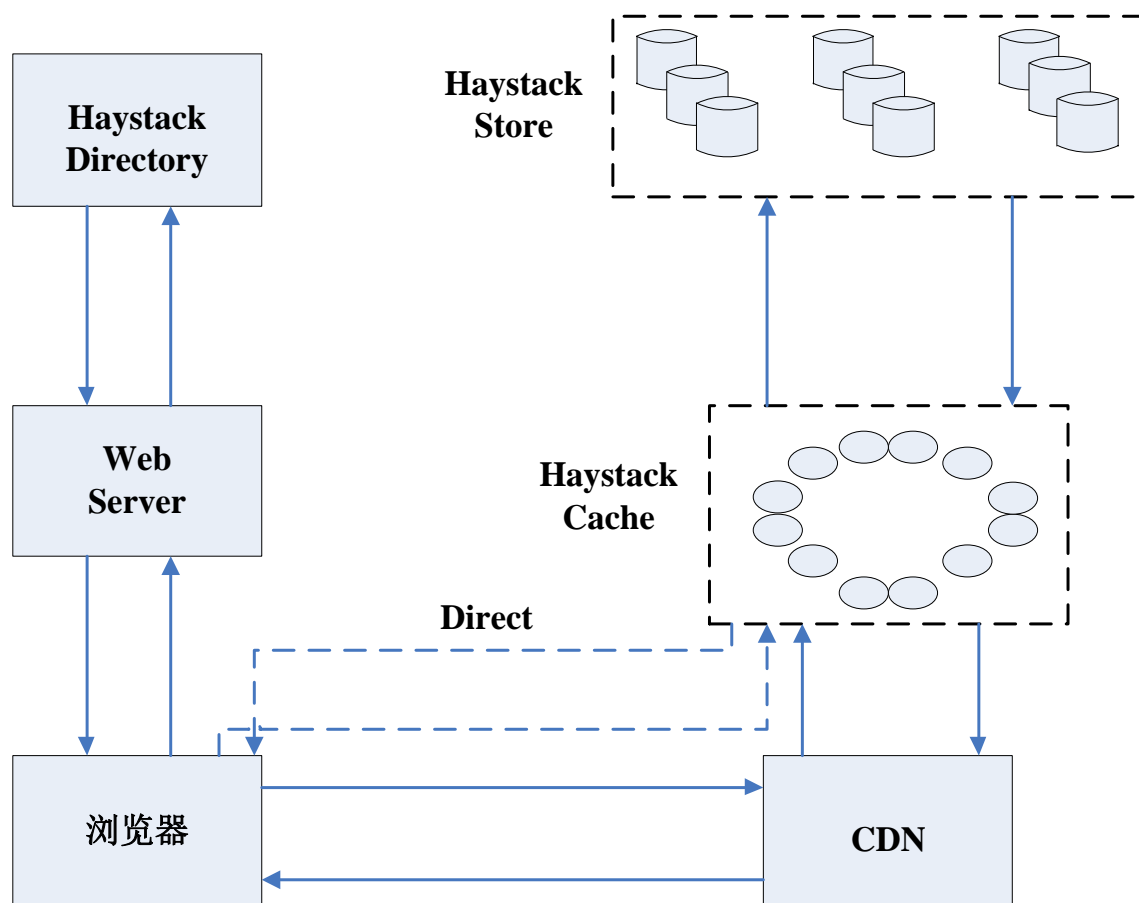 Haystack
Directory
Haystack
Store
Web
Server
Haystack
Cache
Direct
浏览器
CDN